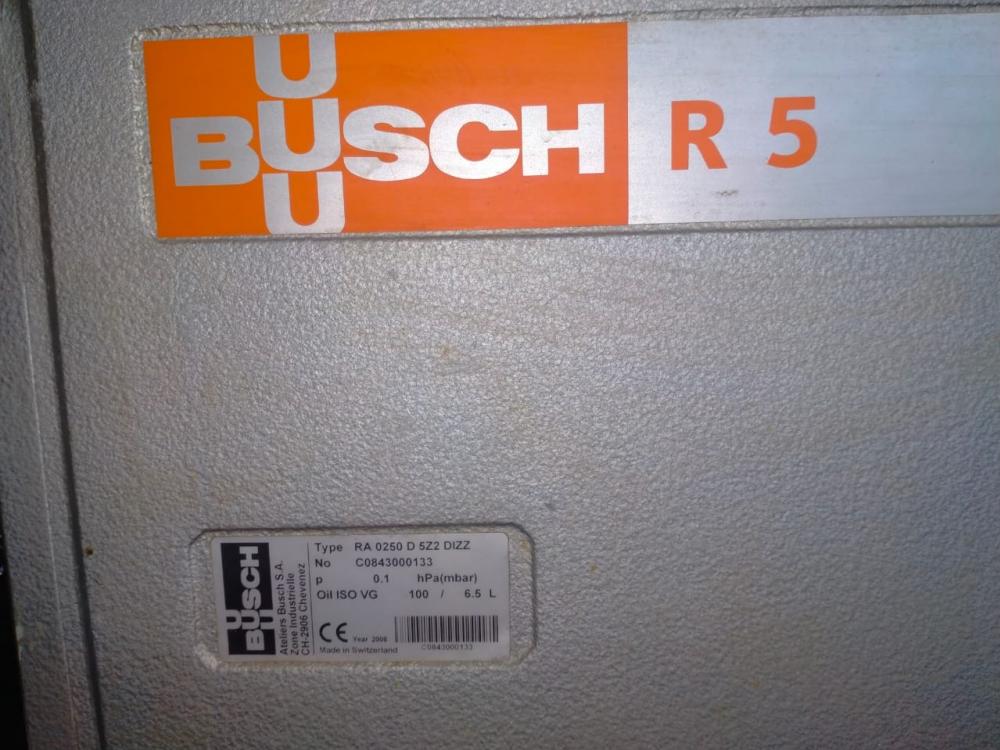 BUSCH
R 5
BUSCH
Ateliers Busch S.A.
Zone Industrielle
CH-2906 Chevenez
Type RA 0250 D 5Z2 DIZZ
No C0843000133
p 0.1 hPa(mbar)
Oil ISO VG 100 / 6.5 L
CE Year 2008
Made in Switzerland
C0843000133